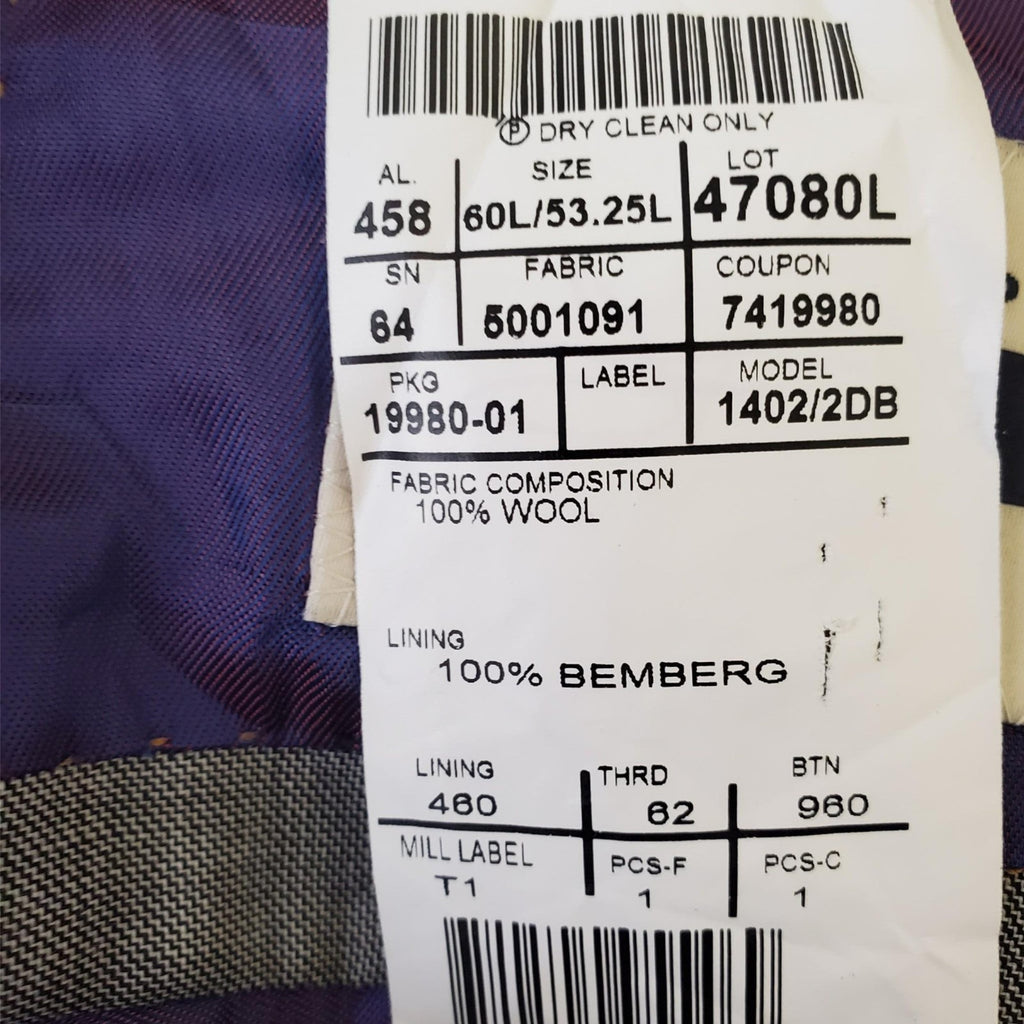 P DRY CLEAN ONLY
AL. SIZE LOT
458 60L/53.25L 47080L
SN FABRIC COUPON
64 5001091 7419980
PKG LABEL MODEL
19980-01 1402/2DB
FABRIC COMPOSITION
100% WOOL
LINING
100% BEMBERG
LINING THRD BTN
460 62 960
MILL LABEL PCS-F PCS-C
T1 1 1